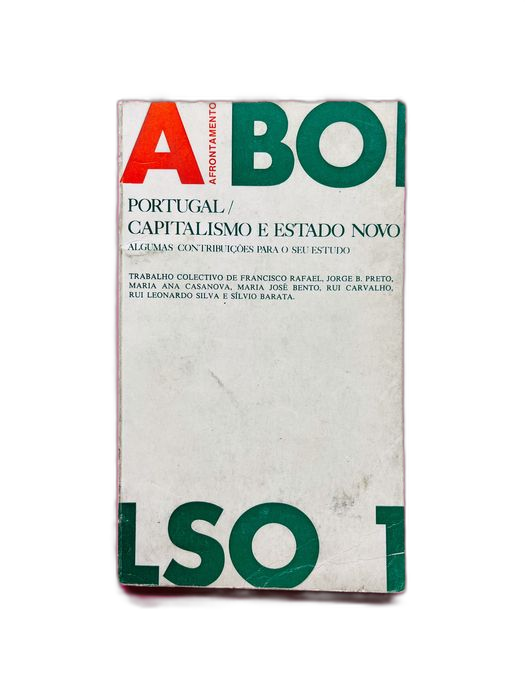 A AFRONTAMENTO BO
PORTUGAL /
CAPITALISMO E ESTADO NOVO
ALGUMAS CONTRIBUIÇÕES PARA O SEU ESTUDO
TRABALHO COLECTIVO DE FRANCISCO RAFAEL, JORGE B. PRETO,
MARIA ANA CASANOVA, MARIA JOSÉ BENTO, RUI CARVALHO,
RUI LEONARDO SILVA E SÍLVIO BARATA.
LSO 1